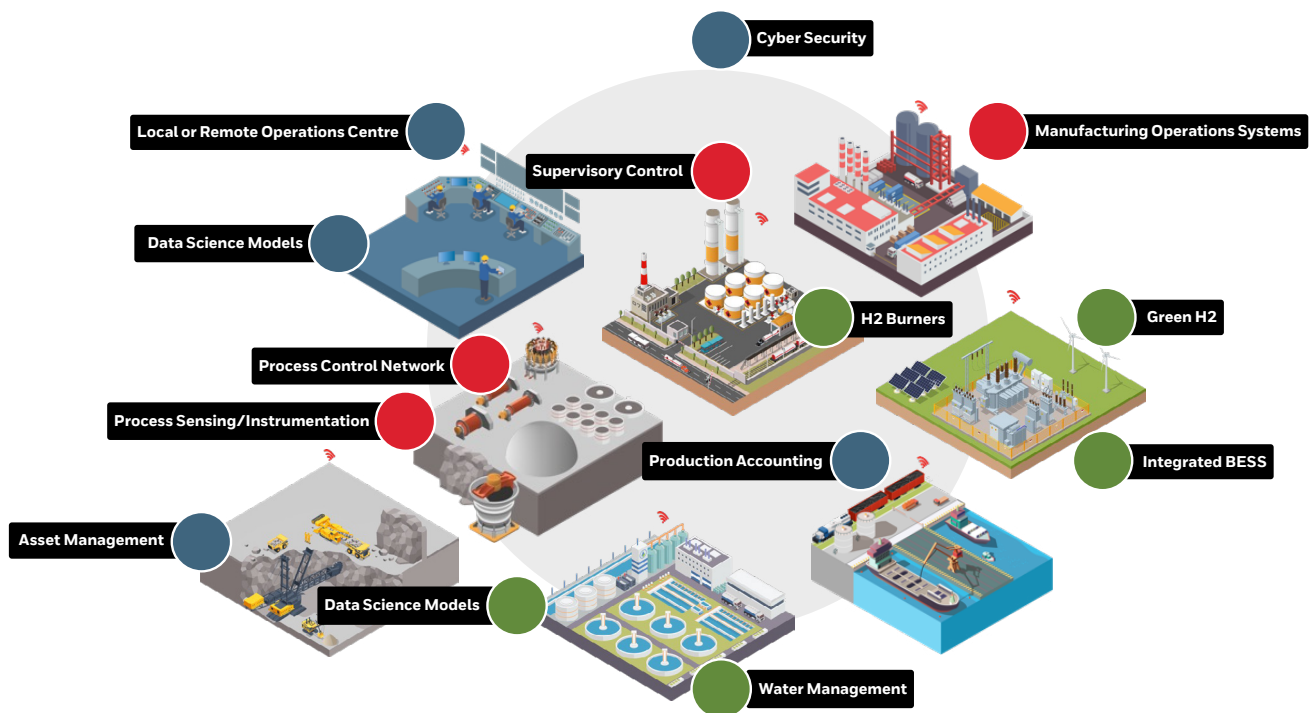 Cyber Security
Local or Remote Operations Centre
Manufacturing Operations Systems
Supervisory Control
Data Science Models
H2 Burners
Green H2
Process Control Network
Process Sensing/Instrumentation
Production Accounting
Integrated BESS
Asset Management
Data Science Models
Water Management